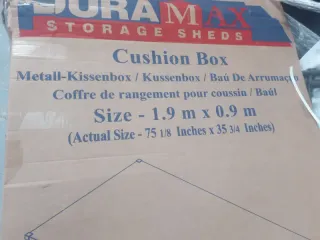 DURAMAX
STORAGE SHEDS
Cushion Box
Metall-Kissenbox / Kussenbox / Baú De Arrumação
Coffre de rangement pour coussin / Baúl
Size - 1.9 m x 0.9 m
(Actual Size - 75 1/8 Inches x 35 3/4 Inches)